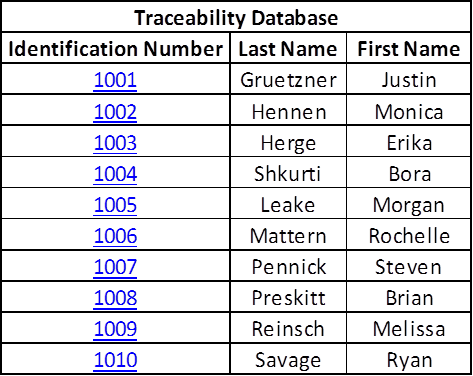 Traceability Database
Identification Number Last Name First Name
1001 Gruetzner Justin
1002 Hennen Monica
1003 Herge Erika
1004 Shkurti Bora
1005 Leake Morgan
1006 Mattern Rochelle
1007 Pennick Steven
1008 Preskitt Brian
1009 Reinsch Melissa
1010 Savage Ryan